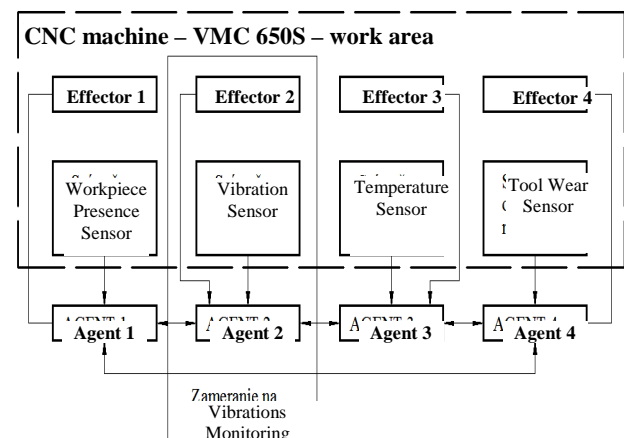 CNC machine – VMC 650S – work area
Effector 1
Effector 2
Effector 3
Effector 4
Workpiece
Presence
Sensor
Vibration
Sensor
Temperature
Sensor
Tool Wear
Sensor
Agent 1
Agent 2
Agent 3
Agent 4
Zameranie na
Vibrations
Monitoring